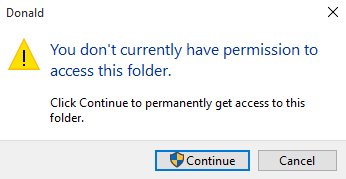 Donald
You don't currently have permission to
access this folder.
Click Continue to permanently get access to this
folder.
Continue
Cancel